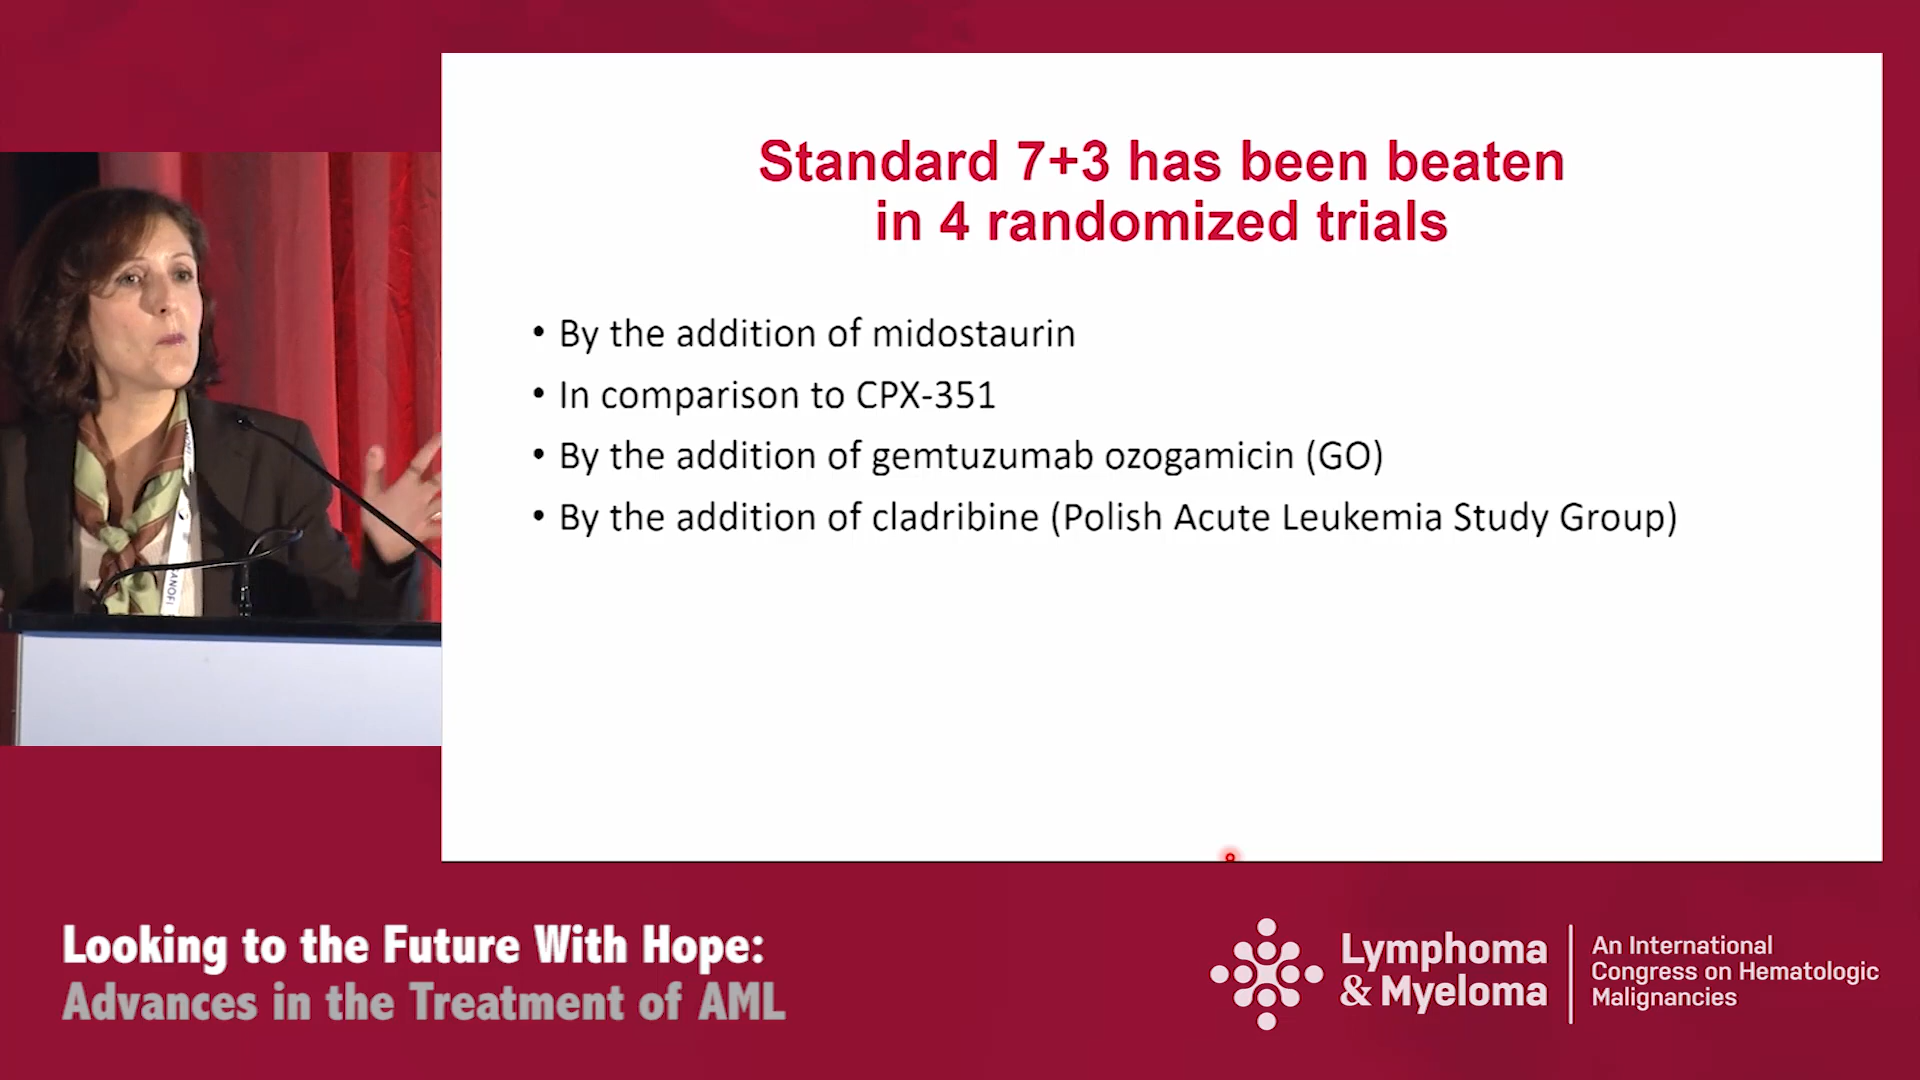 Standard 7+3 has been beaten
in 4 randomized trials
• By the addition of midostaurin
• In comparison to CPX-351
• By the addition of gemtuzumab ozogamicin (GO)
• By the addition of cladribine (Polish Acute Leukemia Study Group)
ANOFI
Looking to the Future With Hope:
Advances in the Treatment of AML
Lymphoma
& Myeloma
An International
Congress on Hematologic
Malignancies